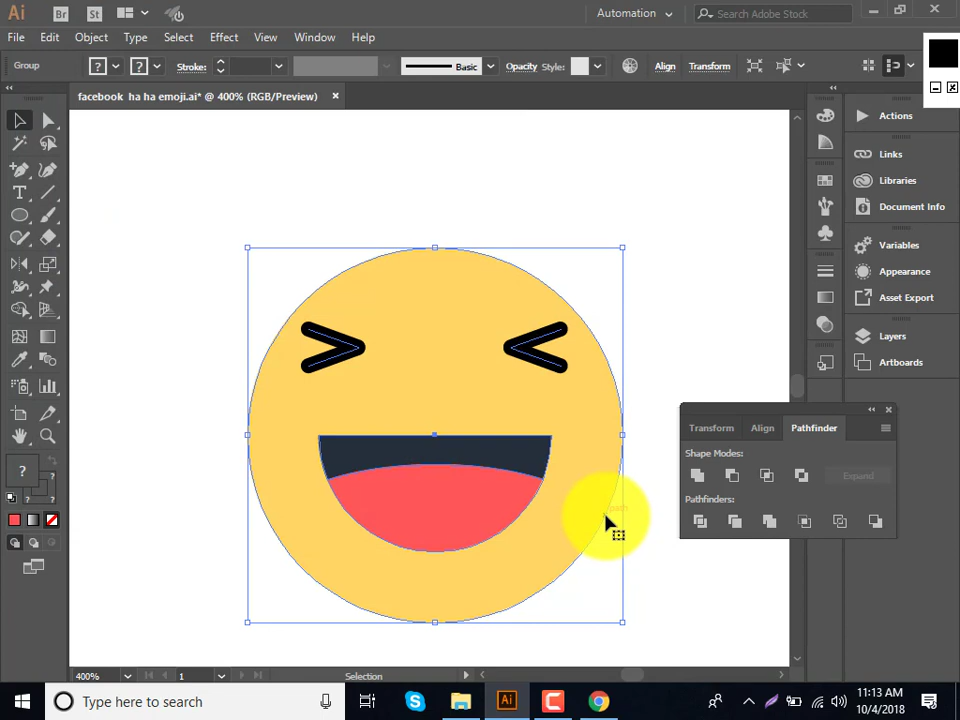 Ai Br St Automation Search Adobe Stock
File Edit Object Type Select Effect View Window Help
Group ? ? Stroke: Basic Opacity Style: Align Transform
facebook ha ha emoji.ai* @ 400% (RGB/Preview)
Actions
Links
Libraries
Document Info
Variables
Appearance
Asset Export
Layers
Artboards
Transform Align Pathfinder
Shape Modes:
Expand
Pathfinders:
path
?
400% 1 Selection
Type here to search
Ai
11:13 AM
10/4/2018